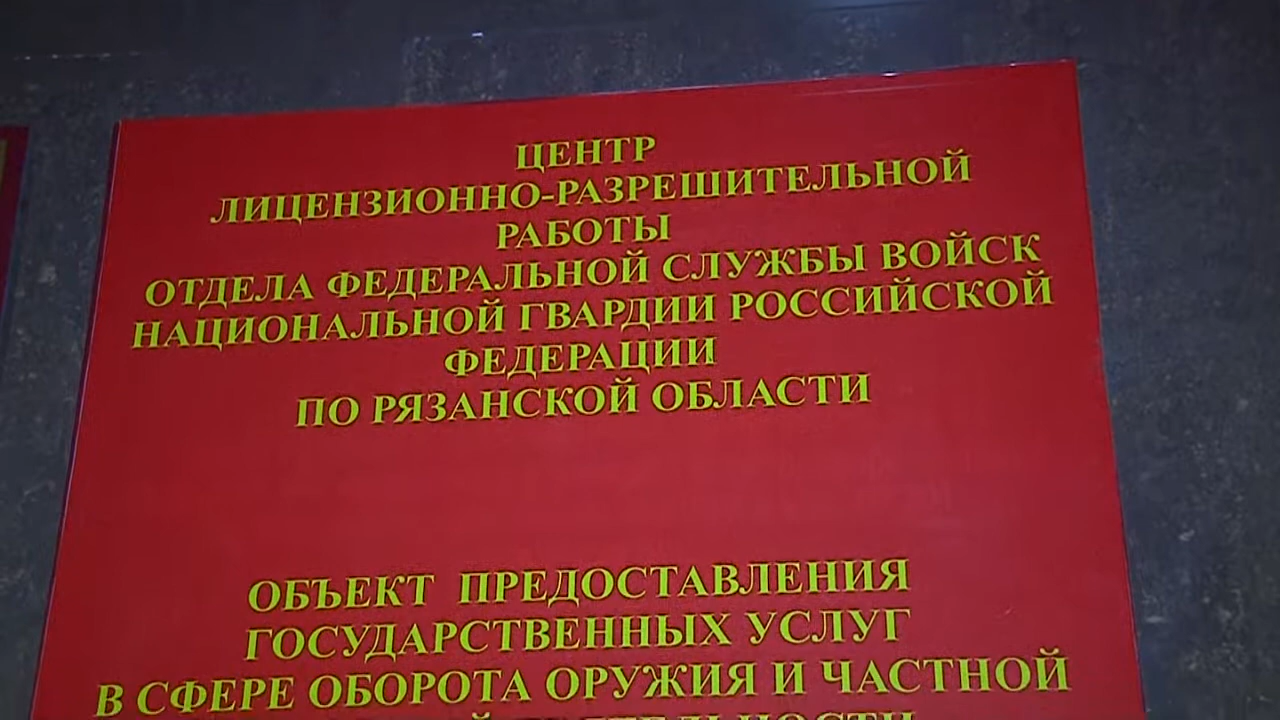 ЦЕНТР
ЛИЦЕНЗИОННО-РАЗРЕШИТЕЛЬНОЙ
РАБОТЫ
ОТДЕЛА ФЕДЕРАЛЬНОЙ СЛУЖБЫ ВОЙСК
НАЦИОНАЛЬНОЙ ГВАРДИИ РОССИЙСКОЙ
ФЕДЕРАЦИИ
ПО РЯЗАНСКОЙ ОБЛАСТИ
ОБЪЕКТ ПРЕДОСТАВЛЕНИЯ
ГОСУДАРСТВЕННЫХ УСЛУГ
В СФЕРЕ ОБОРОТА ОРУЖИЯ И ЧАСТНОЙ